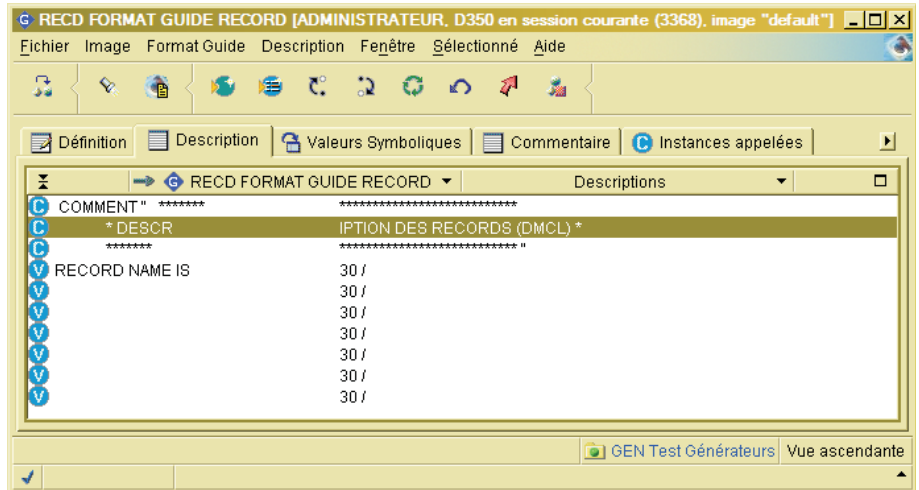 RECD FORMAT GUIDE RECORD [ADMINISTRATEUR, D350 en session courante (3368), image "default"]
Fichier Image Format Guide Description Fenêtre Sélectionné Aide
Définition Description Valeurs Symboliques Commentaire C Instances appelées
G RECD FORMAT GUIDE RECORD Descriptions
C COMMENT" ******* ****************************
C * DESCR IPTION DES RECORDS (DMCL) *
C ******* **************************** "
V RECORD NAME IS 30 /
V 30 /
V 30 /
V 30 /
V 30 /
V 30 /
V 30 /
GEN Test Générateurs Vue ascendante